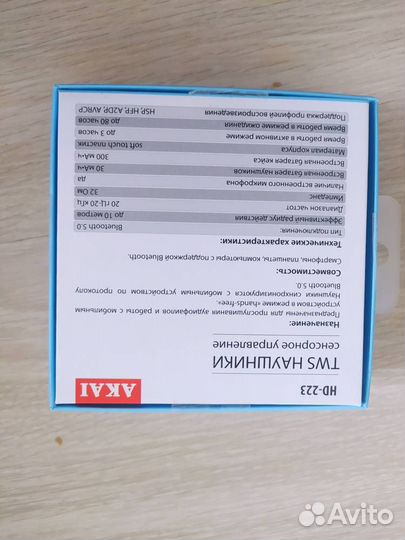 AKAI
HD-223
TWS НАУШНИКИ
сенсорное управление
Назначение:
Предназначены для прослушивания аудиофайлов и работы с мобильным
устройством в режиме «hands-free».
Наушники синхронизируются с мобильным устройством по протоколу
Bluetooth 5.0.
Совместимость:
Смартфоны, планшеты, компьютеры с поддержкой Bluetooth.
Технические характеристики:
Тип подключения: Bluetooth 5.0
Эффективный радиус действия до 10 метров
Диапазон частот 20 Гц-20 кГц
Импеданс 32 Ом
Наличие встроенного микрофона да
Встроенная батарея наушников 30 мА•ч
Встроенная батарея кейса 300 мА•ч
Материал корпуса soft touch пластик
Время работы в активном режиме до 3 часов
Время работы в режиме ожидания до 80 часов
Поддержка профилей воспроизведения HSP, HFP, A2DP, AVRCP
Avito